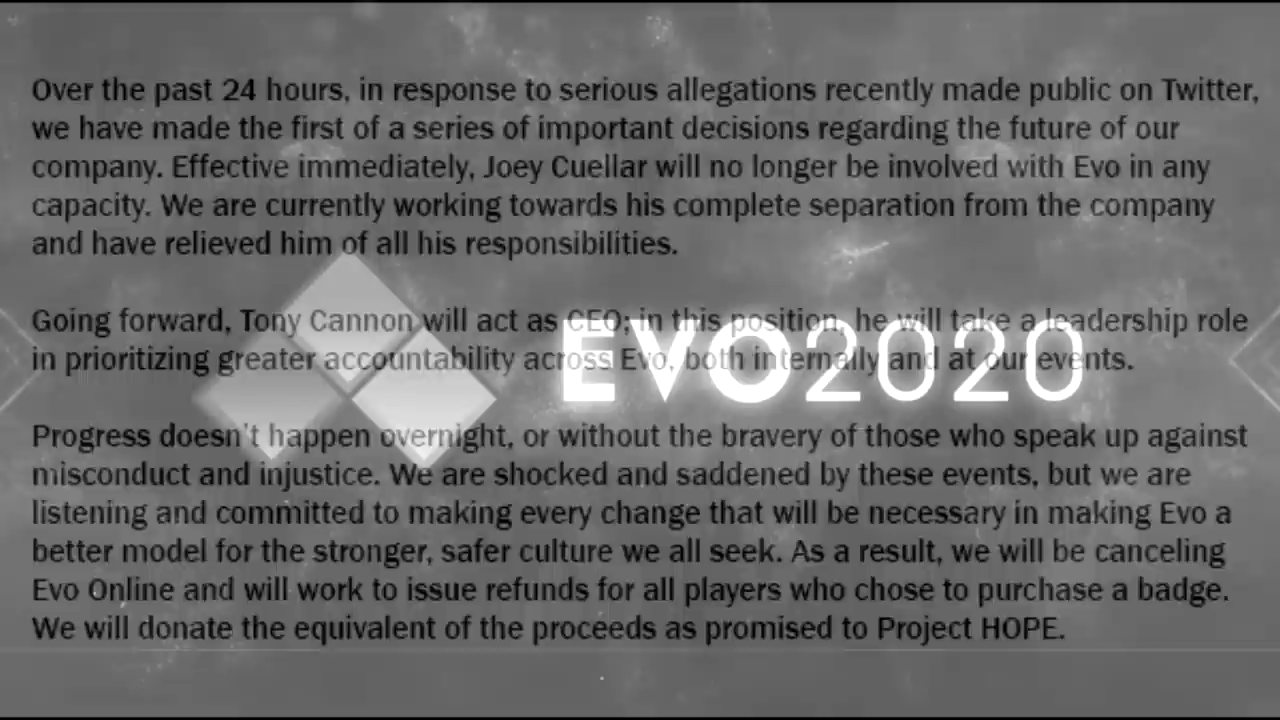 Over the past 24 hours, in response to serious allegations recently made public on Twitter,
we have made the first of a series of important decisions regarding the future of our
company. Effective immediately, Joey Cuellar will no longer be involved with Evo in any
capacity. We are currently working towards his complete separation from the company
and have relieved him of all his responsibilities.
Going forward, Tony Cannon will act as CEO; in this position, he will take a leadership role
in prioritizing greater accountability across Evo, both internally and at our events.
EVO2020
Progress doesn't happen overnight, or without the bravery of those who speak up against
misconduct and injustice. We are shocked and saddened by these events, but we are
listening and committed to making every change that will be necessary in making Evo a
better model for the stronger, safer culture we all seek. As a result, we will be canceling
Evo Online and will work to issue refunds for all players who chose to purchase a badge.
We will donate the equivalent of the proceeds as promised to Project HOPE.